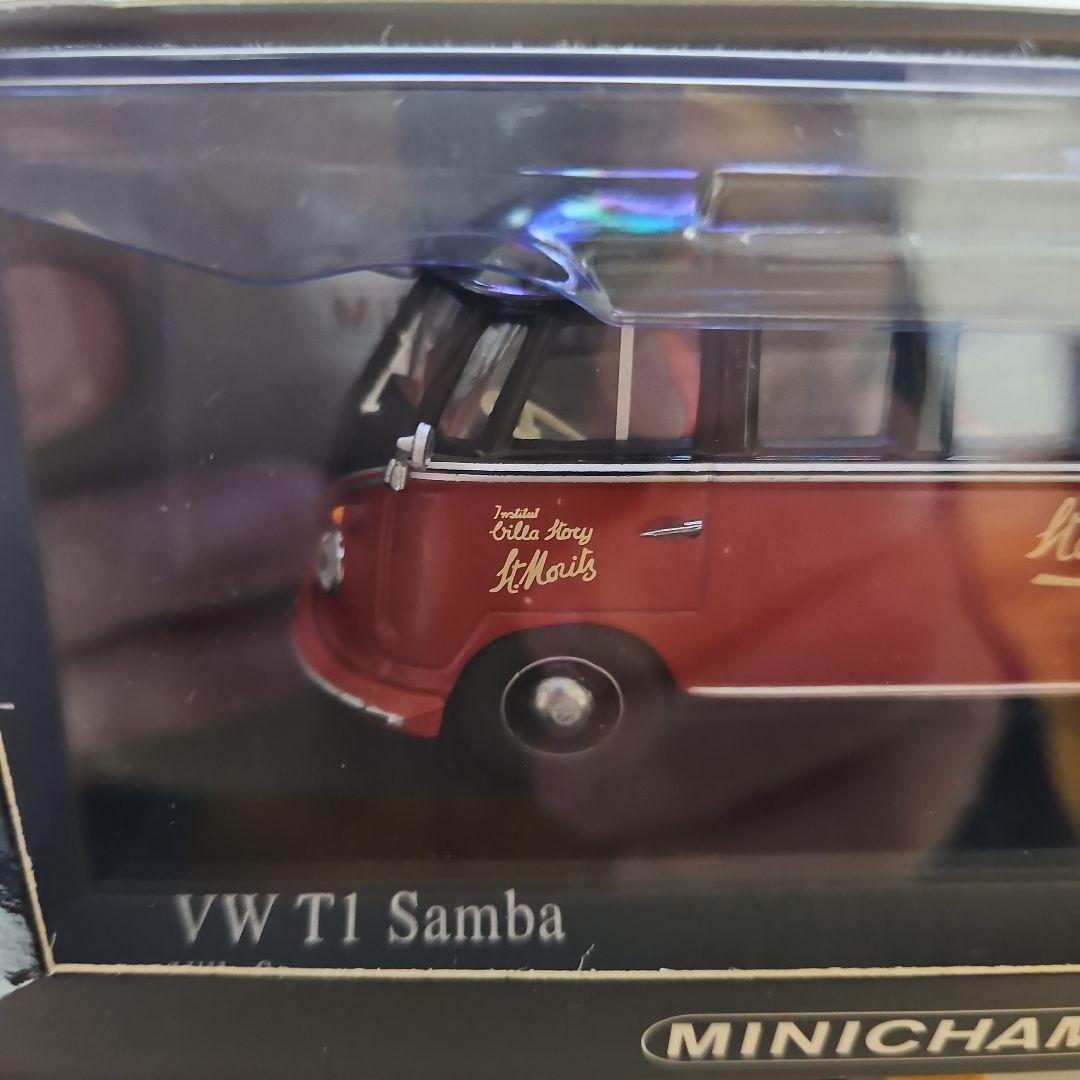 Institut
Villa Story
St. Moritz
VW T1 Samba
MINICHAM